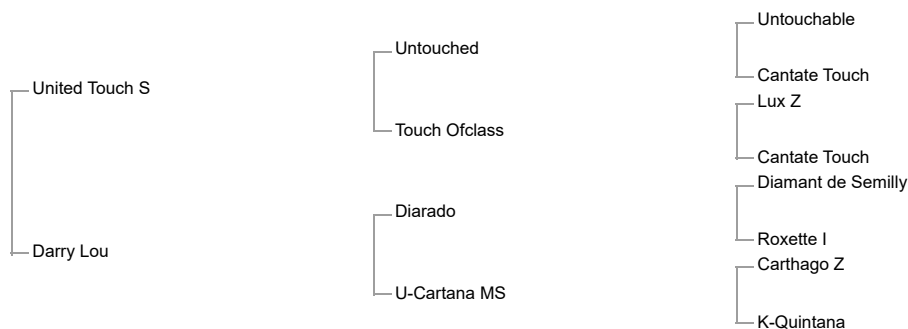 Untouchable
Untouched
United Touch S
Cantate Touch
Lux Z
Touch Ofclass
Cantate Touch
Diamant de Semilly
Diarado
Roxette I
Darry Lou
Carthago Z
U-Cartana MS
K-Quintana